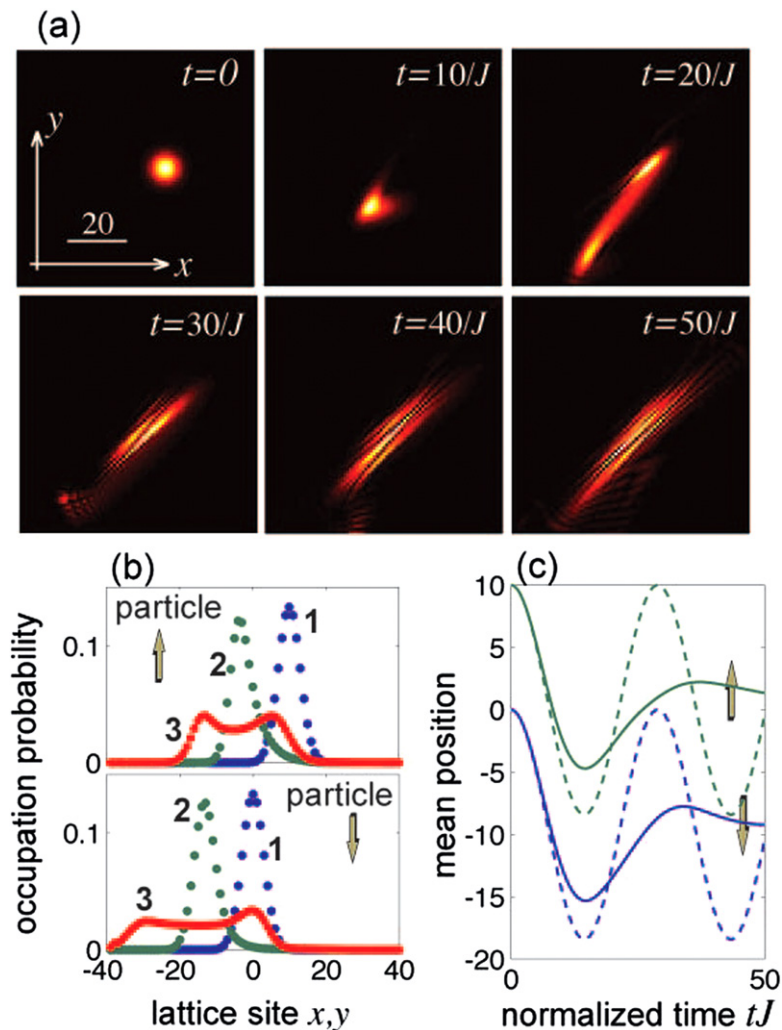 (a)
t=0
t=10/J
t=20/J
y
20
x
t=30/J
t=40/J
t=50/J
(b)
(c)
particle
1
2
3
0.1
0
particle
2
1
3
0.1
0
-40
-20
0
20
40
occupation probability
lattice site x,y
10
5
0
-5
-10
-15
-20
0
50
mean position
normalized time tJ